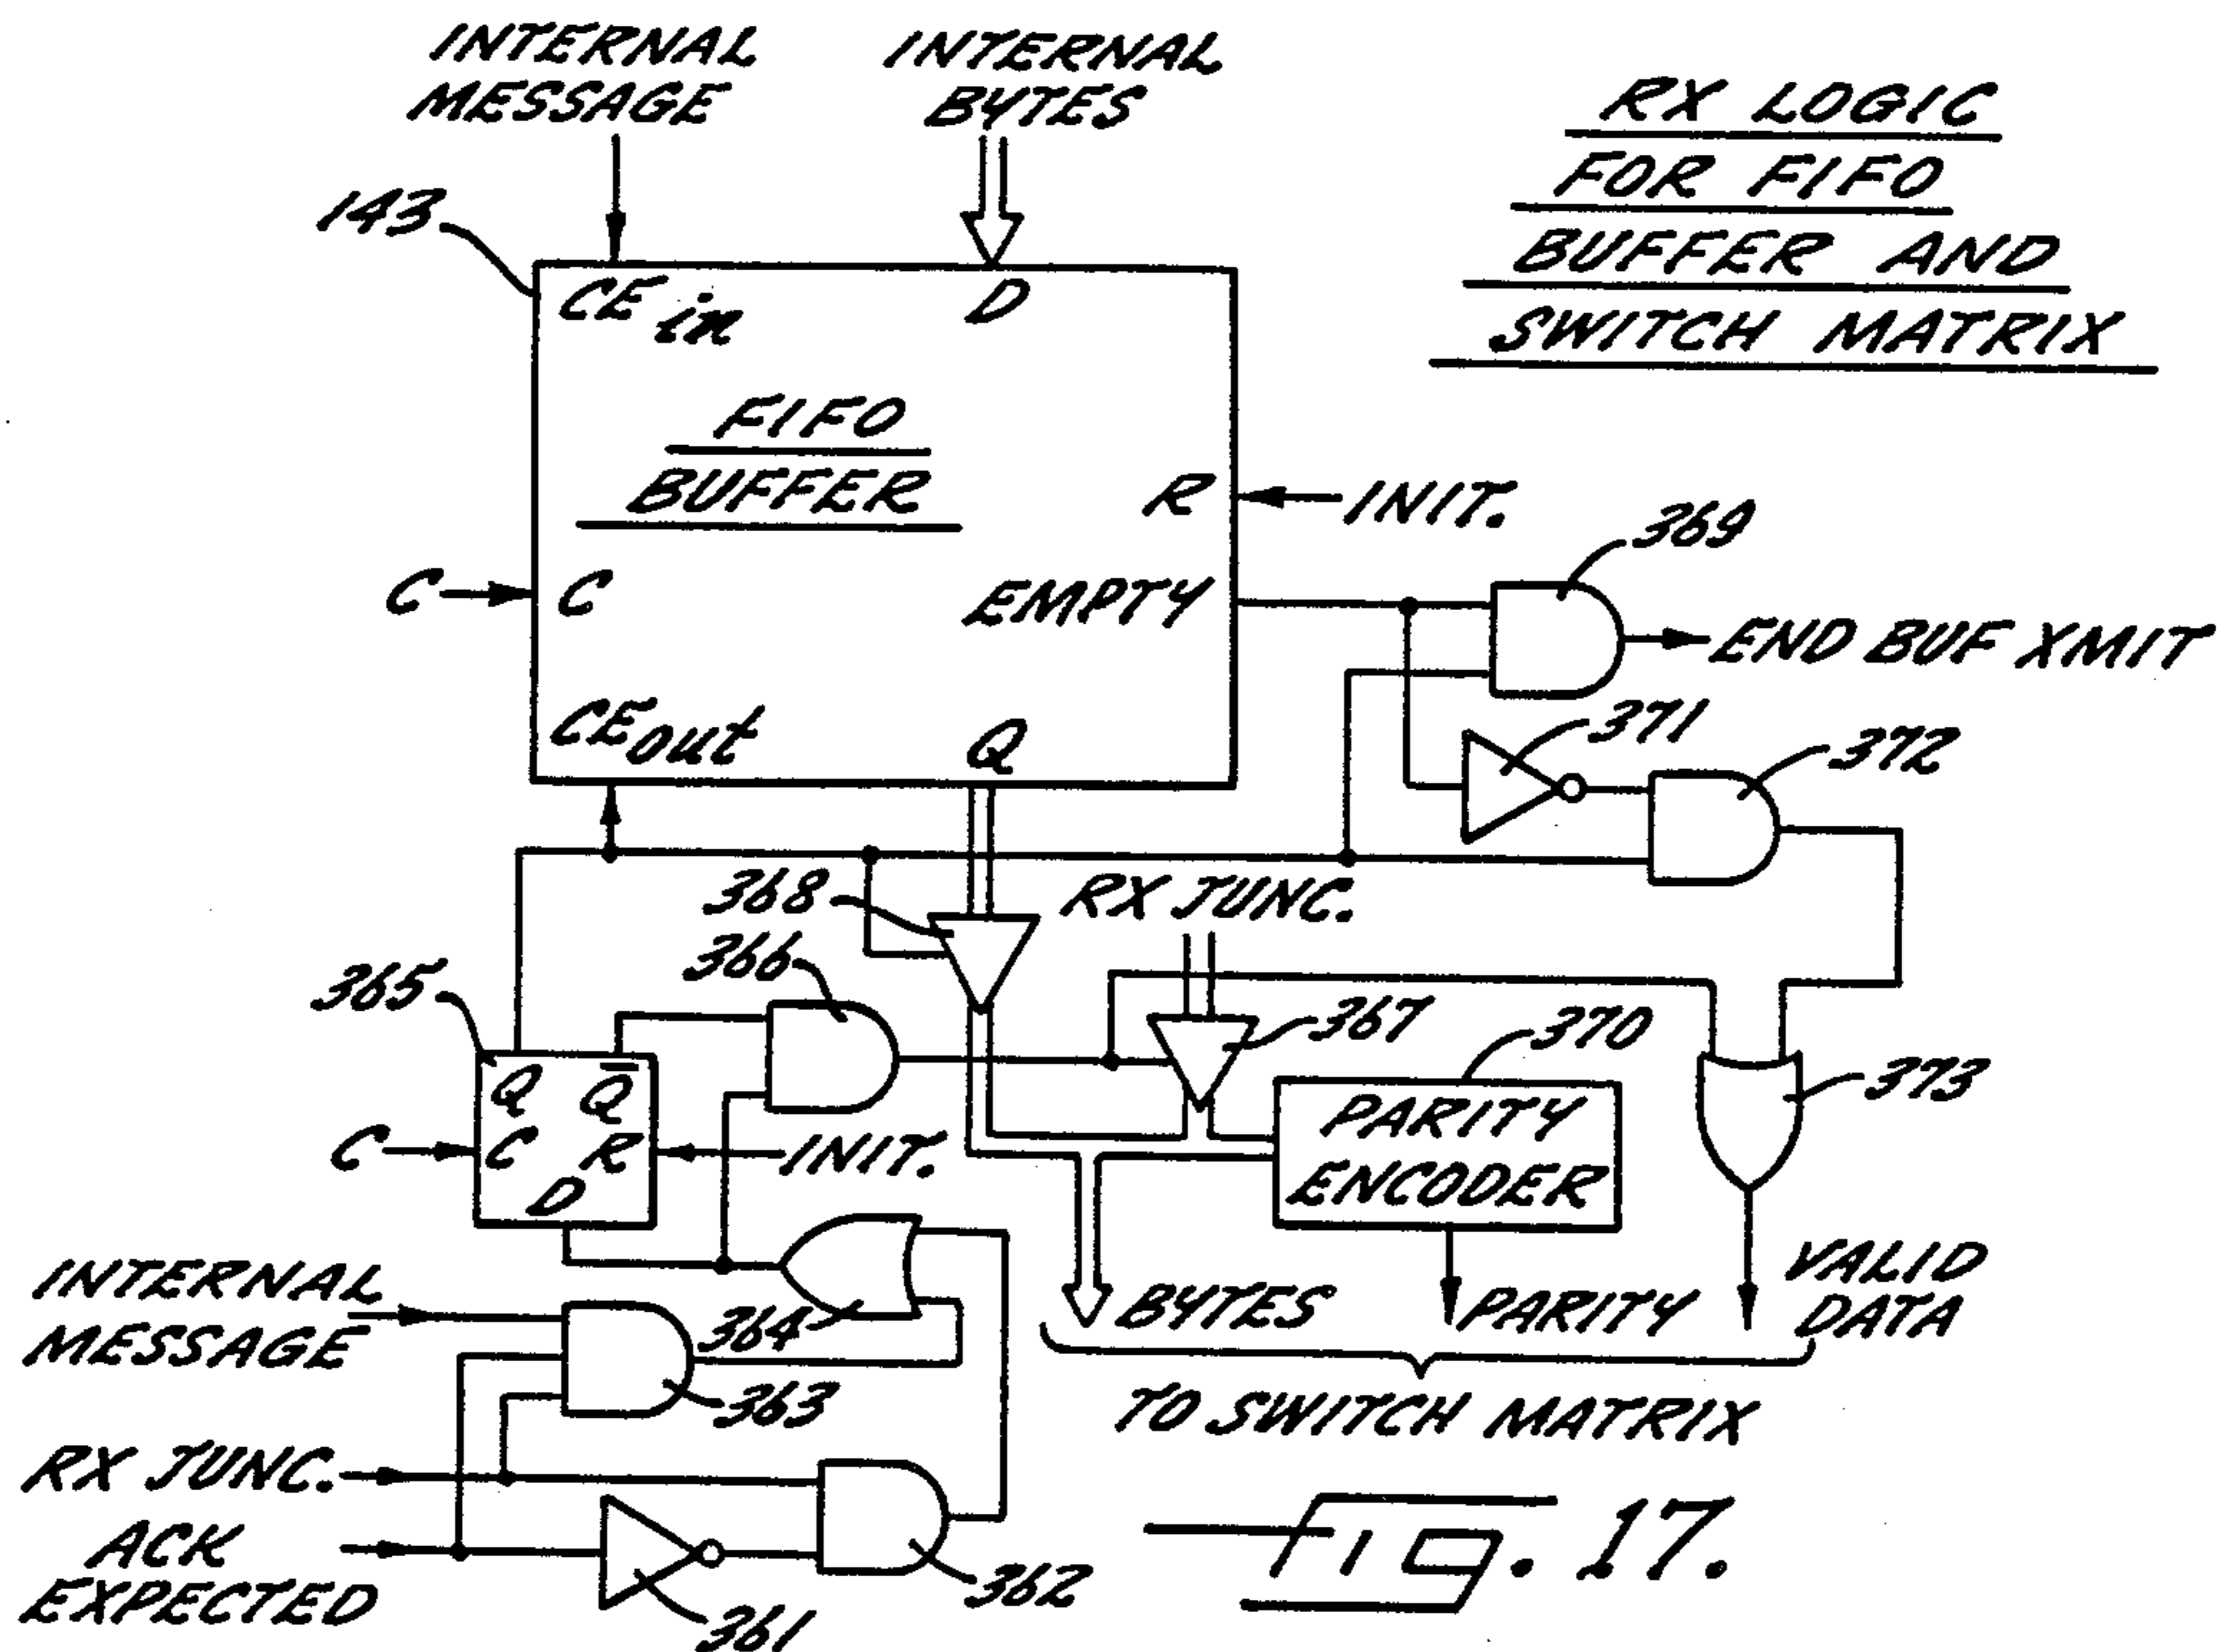 INTERNAL
MESSAGE
INTERNAL
BYTES
RX LOGIC
FOR FIFO
BUFFER AND
SWITCH MATRIX
143
CE in
D
FIFO
BUFFER
R
INIT.
369
C
C
EMPTY
END BUF XMIT
CE out
Q
371
372
368
RX JUNC.
366
365
367
370
373
Q
Q̅
C
C
R
INIT.
D
PARITY
ENCODER
INTERNAL
MESSAGE
364
BYTES
PARITY
VALID
DATA
363
TO SWITCH MATRIX
RX JUNC.
ACK
EXPECTED
361
362
Fig. 17.